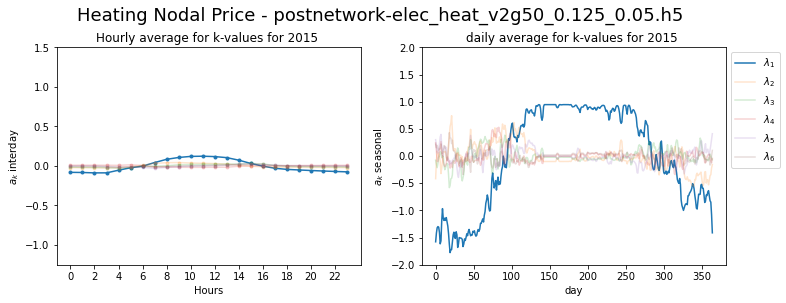 Heating Nodal Price - postnetwork-elec_heat_v2g50_0.125_0.05.h5
Hourly average for k-values for 2015
1.5
1.0
0.5
0.0
−0.5
−1.0
a_k interday
0 2 4 6 8 10 12 14 16 18 20 22
Hours
daily average for k-values for 2015
2.0
1.5
1.0
0.5
0.0
−0.5
−1.0
−1.5
−2.0
a_k seasonal
0 50 100 150 200 250 300 350
day
λ₁
λ₂
λ₃
λ₄
λ₅
λ₆